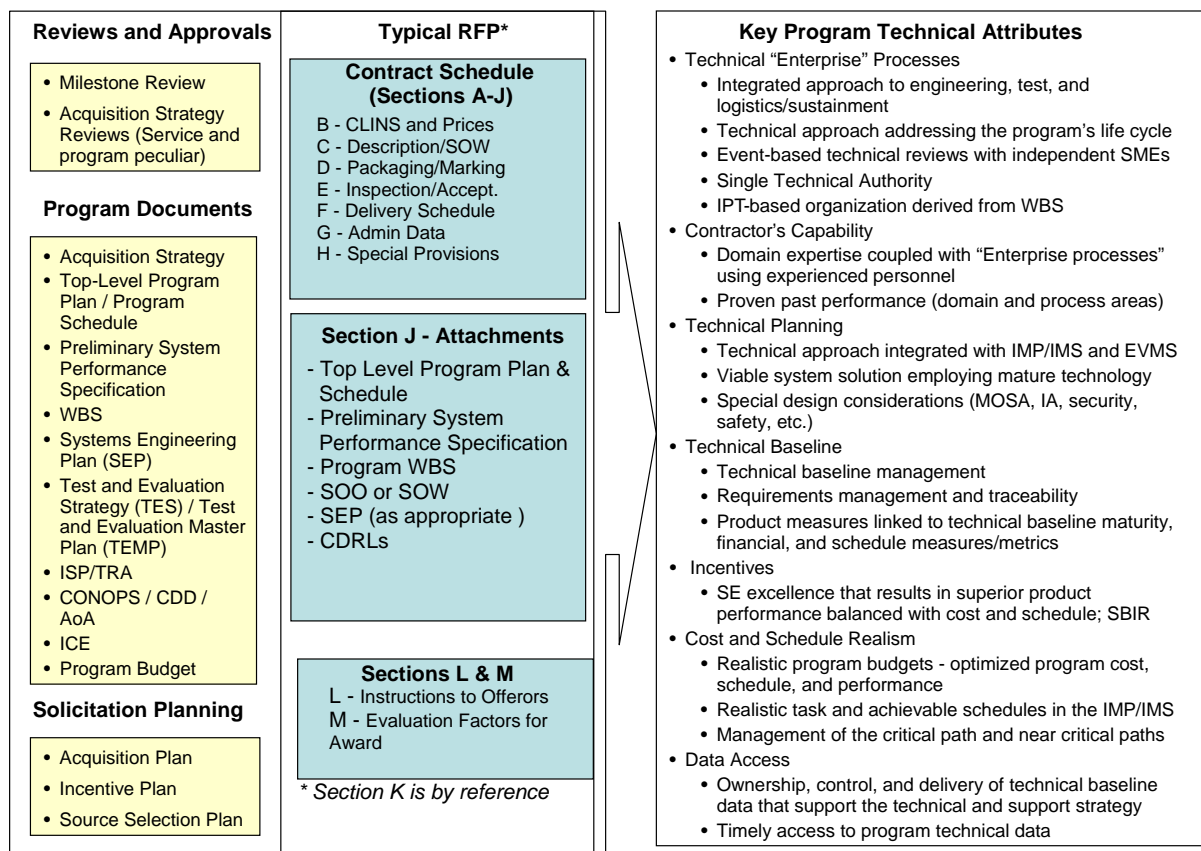 Reviews and Approvals
• Milestone Review
• Acquisition Strategy
Reviews (Service and
program peculiar)
Program Documents
• Acquisition Strategy
• Top-Level Program
Plan / Program
Schedule
• Preliminary System
Performance
Specification
• WBS
• Systems Engineering
Plan (SEP)
• Test and Evaluation
Strategy (TES) / Test
and Evaluation Master
Plan (TEMP)
• ISP/TRA
• CONOPS / CDD /
AoA
• ICE
• Program Budget
Solicitation Planning
• Acquisition Plan
• Incentive Plan
• Source Selection Plan
Typical RFP*
Contract Schedule
(Sections A-J)
B - CLINS and Prices
C - Description/SOW
D - Packaging/Marking
E - Inspection/Accept.
F - Delivery Schedule
G - Admin Data
H - Special Provisions
Section J - Attachments
- Top Level Program Plan &
Schedule
- Preliminary System
Performance Specification
- Program WBS
- SOO or SOW
- SEP (as appropriate )
- CDRLs
Sections L & M
L - Instructions to Offerors
M - Evaluation Factors for
Award
* Section K is by reference
Key Program Technical Attributes
• Technical “Enterprise” Processes
• Integrated approach to engineering, test, and
logistics/sustainment
• Technical approach addressing the program’s life cycle
• Event-based technical reviews with independent SMEs
• Single Technical Authority
• IPT-based organization derived from WBS
• Contractor’s Capability
• Domain expertise coupled with “Enterprise processes”
using experienced personnel
• Proven past performance (domain and process areas)
• Technical Planning
• Technical approach integrated with IMP/IMS and EVMS
• Viable system solution employing mature technology
• Special design considerations (MOSA, IA, security,
safety, etc.)
• Technical Baseline
• Technical baseline management
• Requirements management and traceability
• Product measures linked to technical baseline maturity,
financial, and schedule measures/metrics
• Incentives
• SE excellence that results in superior product
performance balanced with cost and schedule; SBIR
• Cost and Schedule Realism
• Realistic program budgets - optimized program cost,
schedule, and performance
• Realistic task and achievable schedules in the IMP/IMS
• Management of the critical path and near critical paths
• Data Access
• Ownership, control, and delivery of technical baseline
data that support the technical and support strategy
• Timely access to program technical data